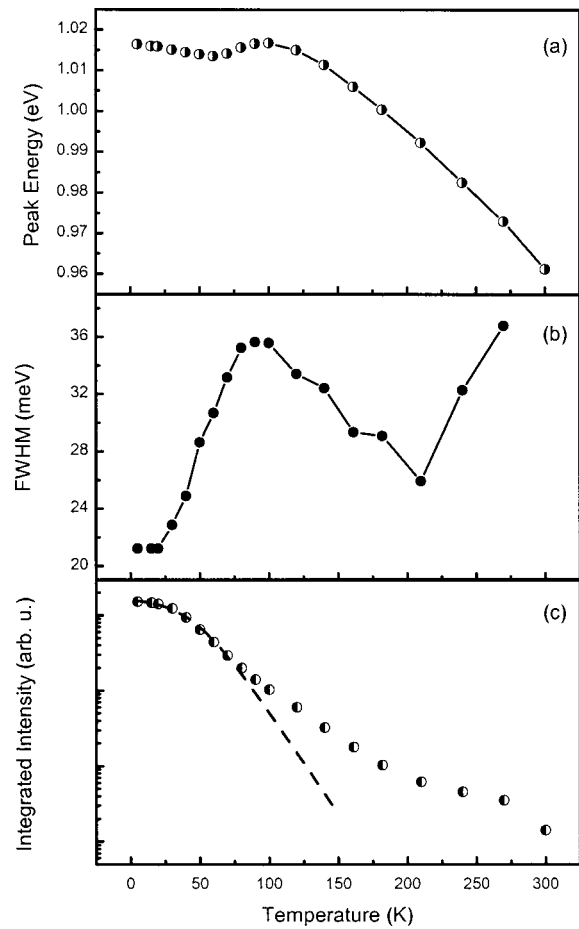 (a)
Peak Energy (eV)
1.02
1.01
1.00
0.99
0.98
0.97
0.96
(b)
FWHM (meV)
36
32
28
24
20
(c)
Integrated Intensity (arb. u.)
0 50 100 150 200 250 300
Temperature (K)